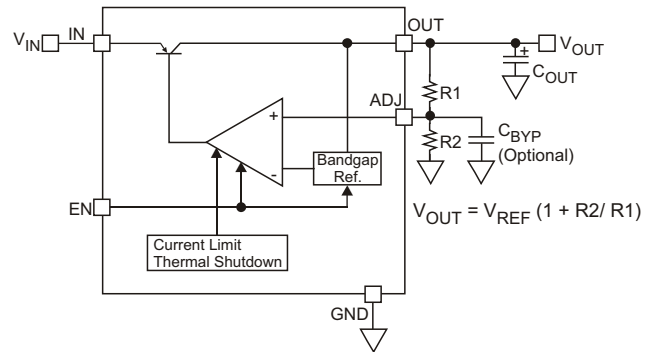 OUT
VIN
IN
VOUT
+
COUT
R1
ADJ
+
R2
CBYP
(Optional)
Bandgap
Ref.
-
EN
VOUT = VREF (1 + R2/ R1)
Current Limit
Thermal Shutdown
GND